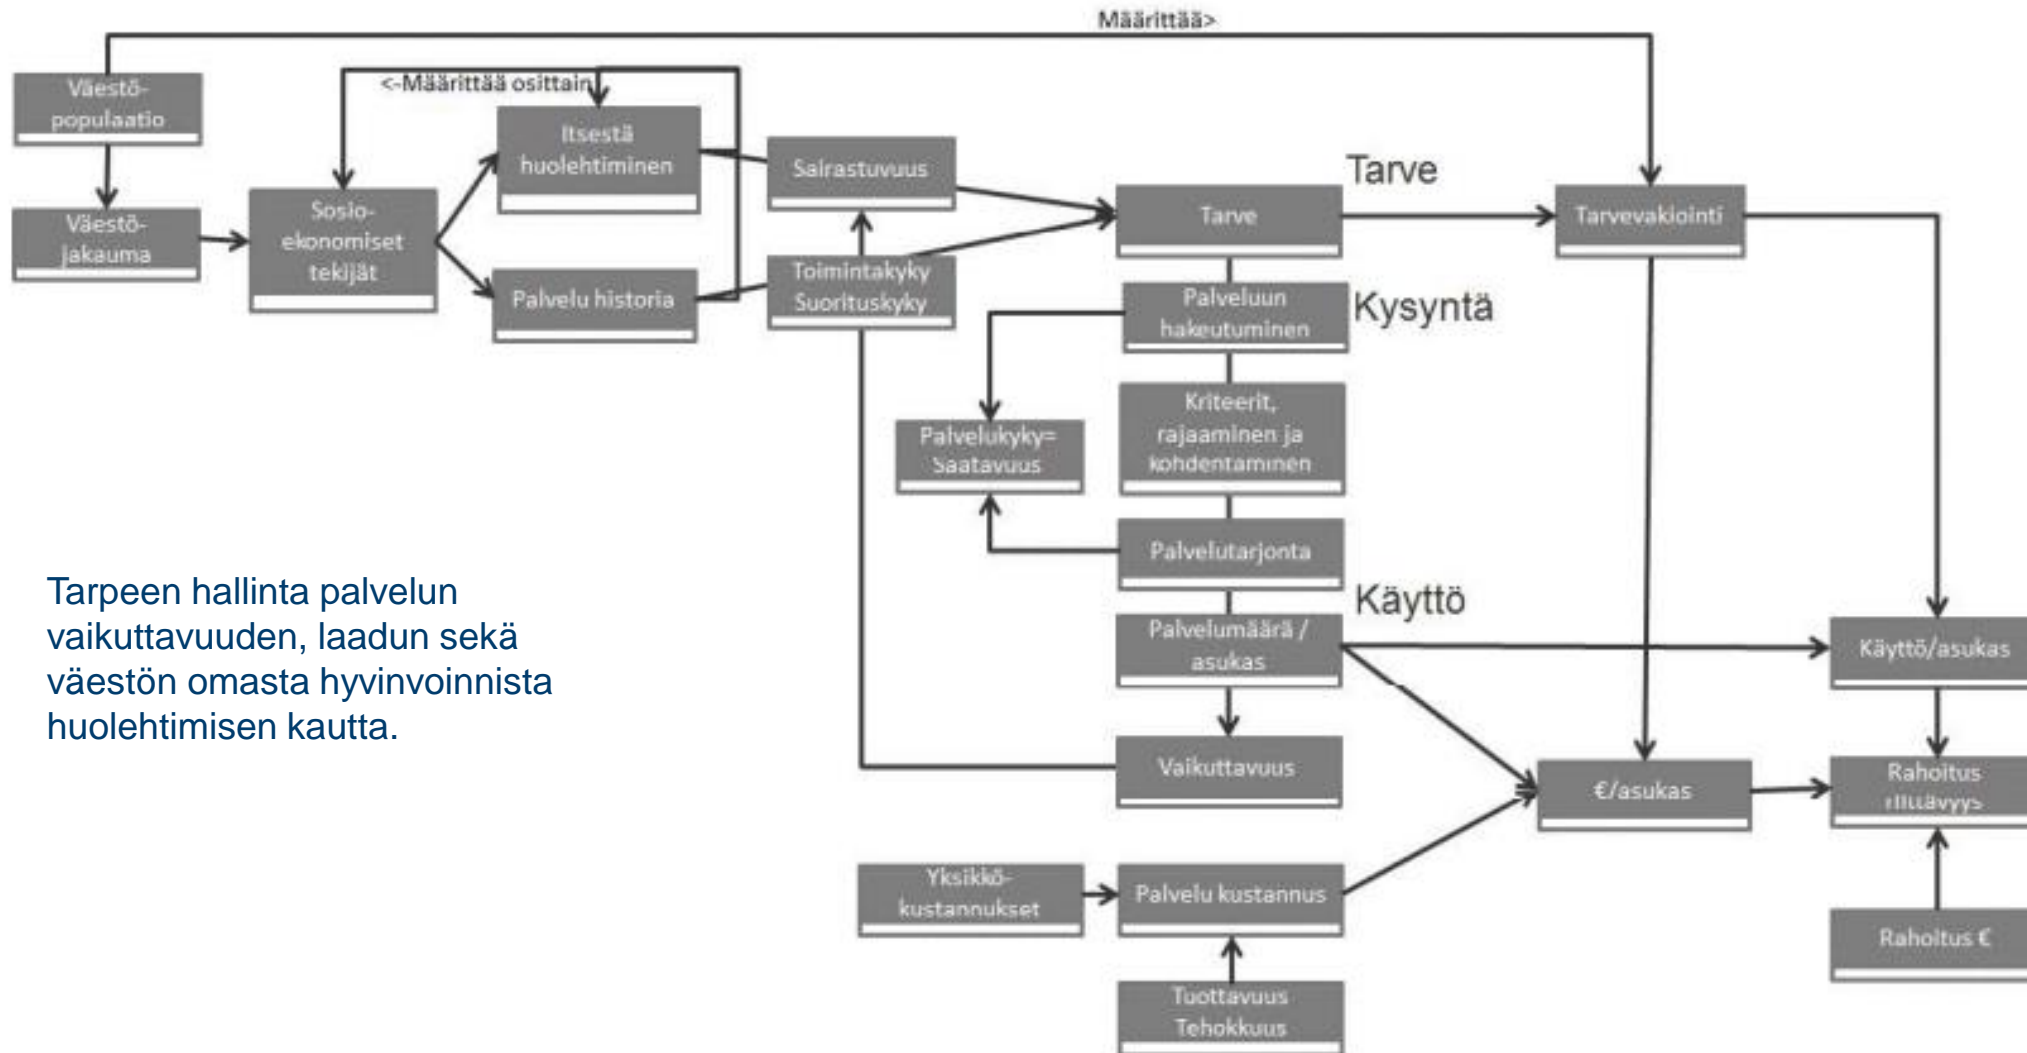 Määrittää>
Väestö-
populaatio
<-Määrittää osittain
Itsestä
huolehtiminen
Sairastuvuus
Tarve
Tarve
Tarvevakiointi
Väestö-
jakauma
Sosio-
ekonomiset
tekijät
Palvelu historia
Toimintakyky
Suorituskyky
Palveluun
hakeutuminen
Kysyntä
Kriteerit,
rajaaminen ja
kohdentaminen
Palvelukyky=
Saatavuus
Palvelutarjonta
Käyttö
Palvelumäärä /
asukas
Käyttö/asukas
Tarpeen hallinta palvelun
vaikuttavuuden, laadun sekä
väestön omasta hyvinvoinnista
huolehtimisen kautta.
Vaikuttavuus
€/asukas
Rahoitus
riittävyys
Yksikkö-
kustannukset
Palvelu kustannus
Rahoitus €
Tuottavuus
Tehokkuus